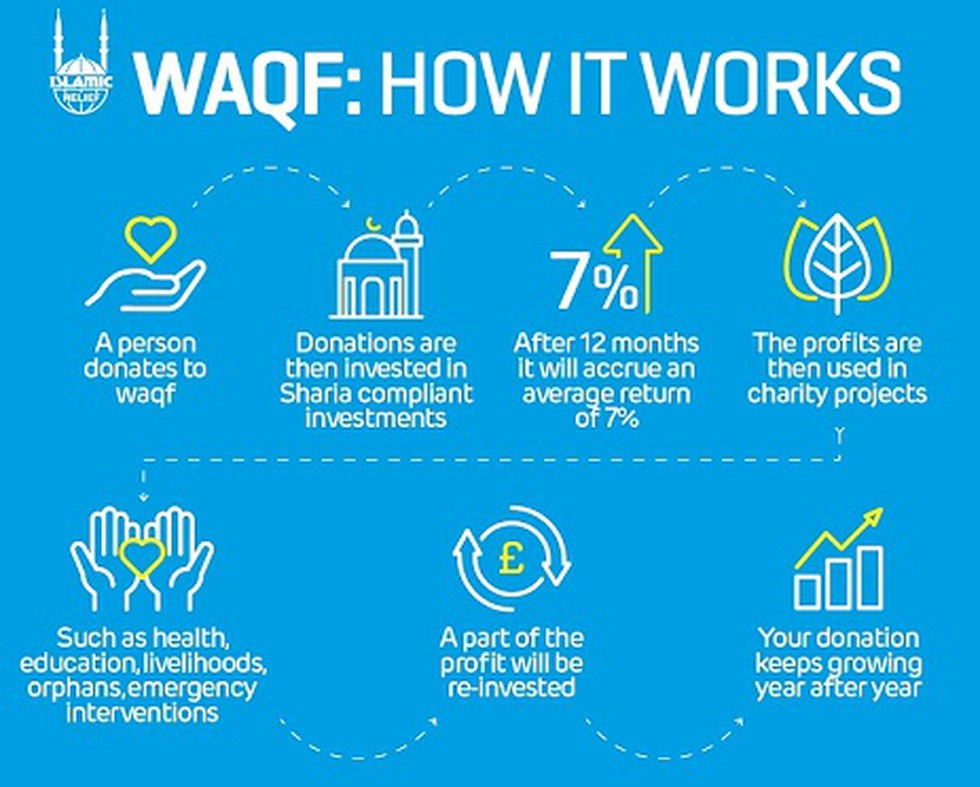 ISLAMIC
RELIEF
WAQF: HOW IT WORKS
A person
donates to
waqf
Donations are
then invested in
Sharia compliant
investments
7%
After 12 months
it will accrue an
average return
of 7%
The profits are
then used in
charity projects
Such as health,
education,livelihoods,
orphans,emergency
interventions
£
A part of the
profit will be
re-invested
Your donation
keeps growing
year after year